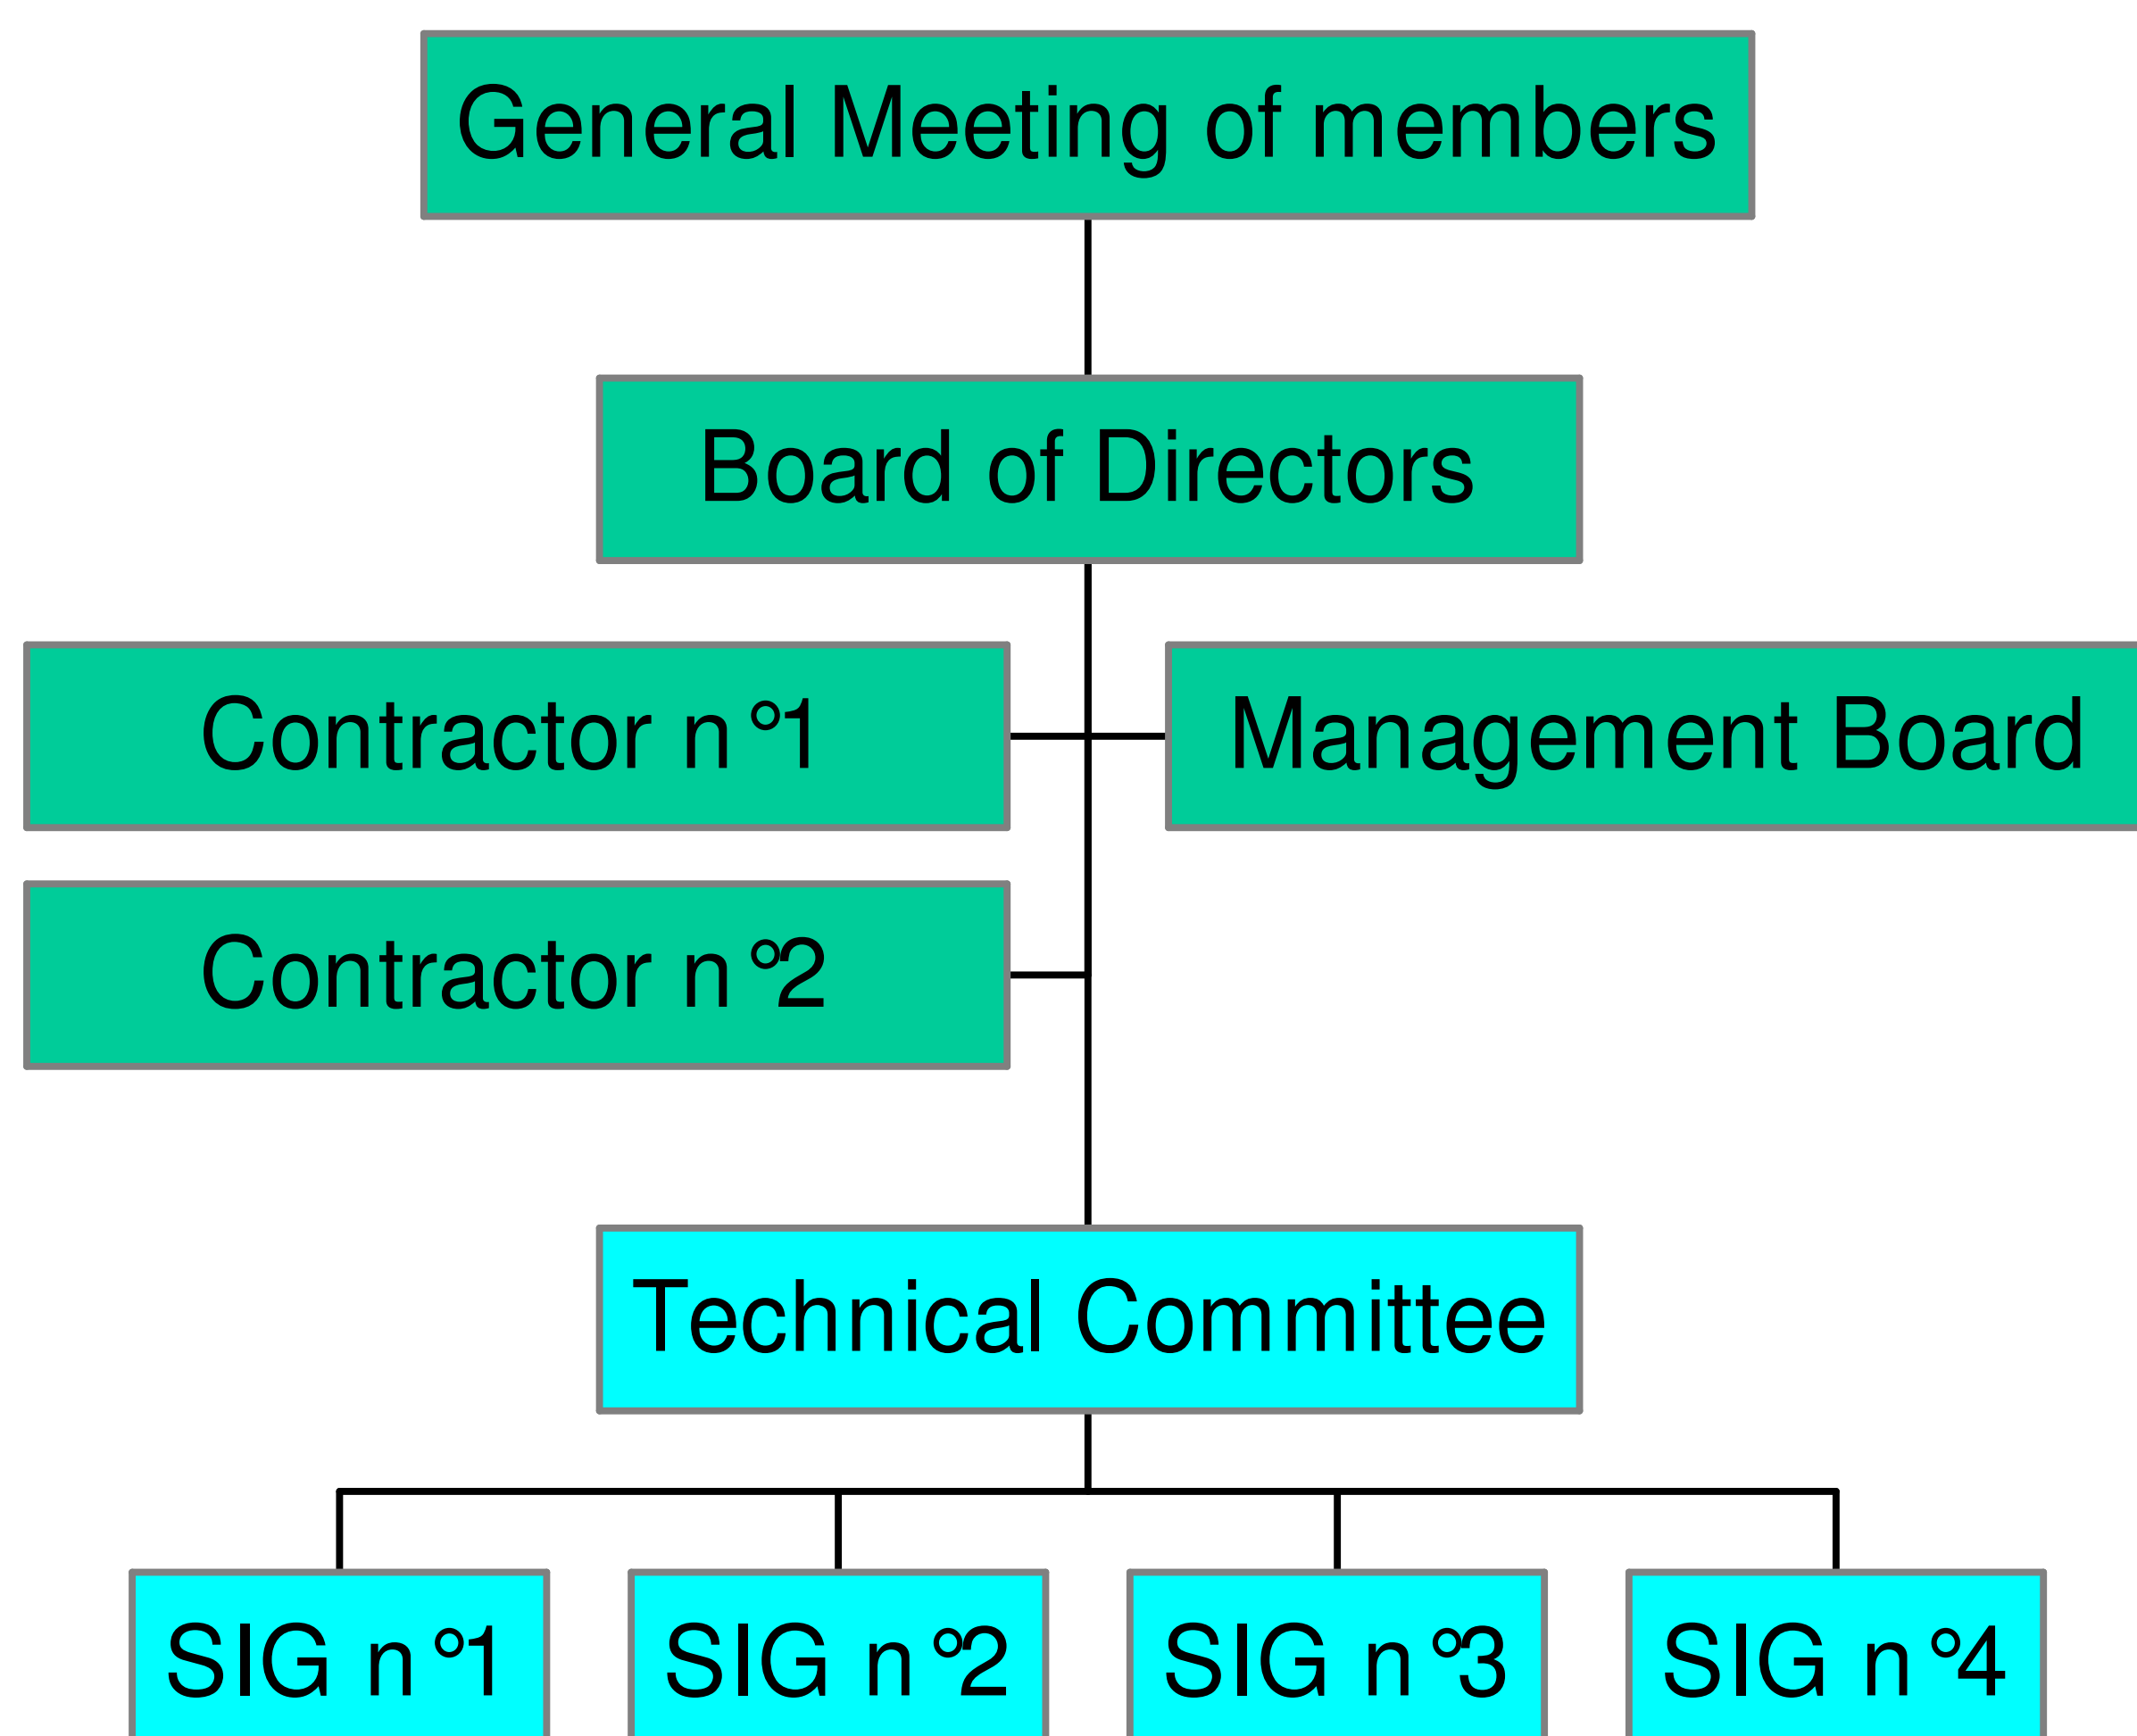 General Meeting of members
Board of Directors
Contractor n°1
Management Board
Contractor n°2
Technical Committee
SIG n°1
SIG n°2
SIG n°3
SIG n°4